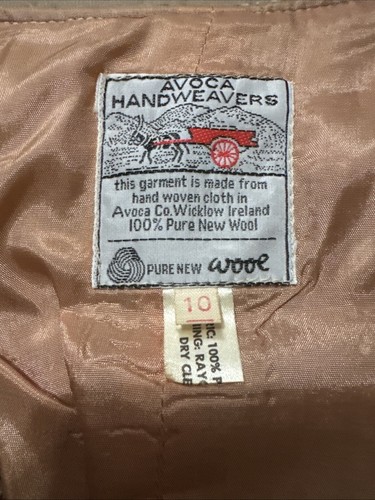 AVOCA
HANDWEAVERS
this garment is made from
hand woven cloth in
Avoca Co. Wicklow Ireland
100% Pure New Wool
PURE NEW wool
10
100%
DRY